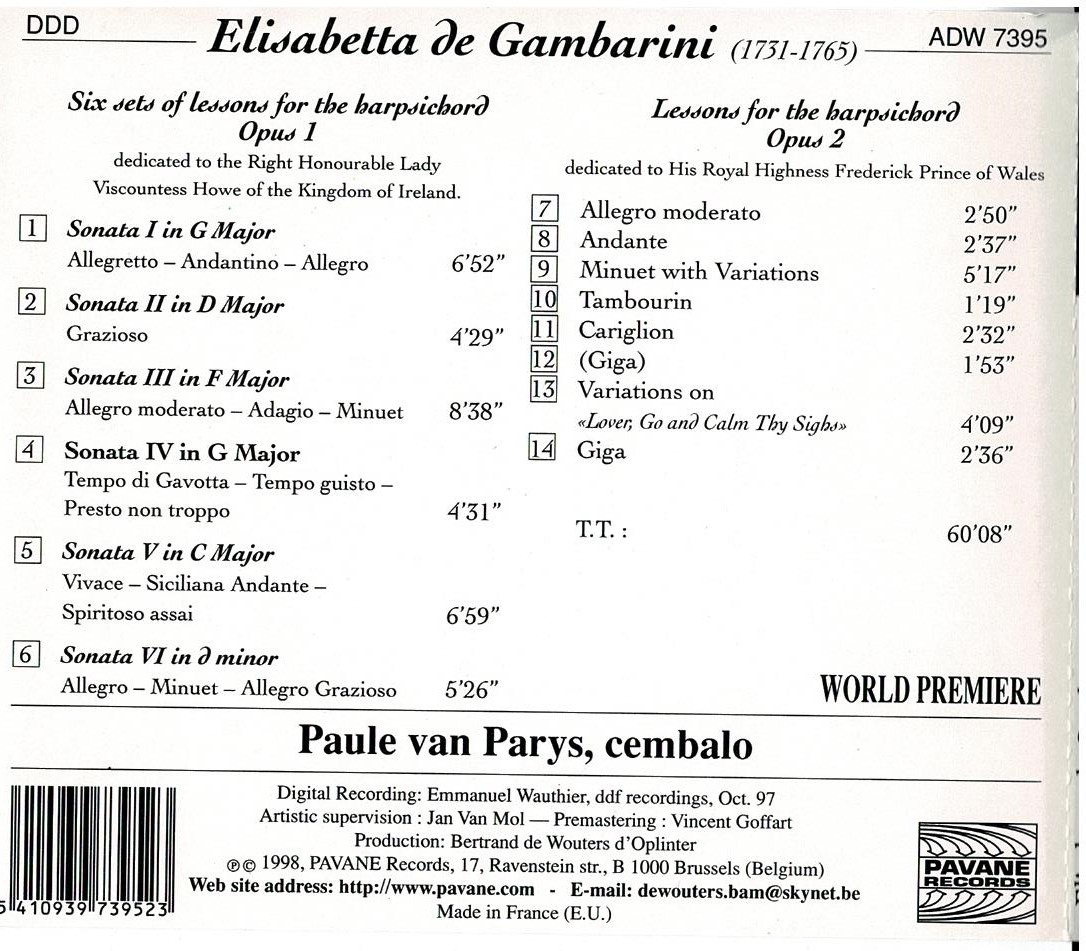 DDD
Elisabetta de Gambarini (1731-1765)
ADW 7395
Six sets of lessons for the harpsichord
Opus 1
dedicated to the Right Honourable Lady
Viscountess Howe of the Kingdom of Ireland.
1 Sonata I in G Major
Allegretto – Andantino – Allegro 6’52”
2 Sonata II in D Major
Grazioso 4’29”
3 Sonata III in F Major
Allegro moderato – Adagio – Minuet 8’38”
4 Sonata IV in G Major
Tempo di Gavotta – Tempo guisto –
Presto non troppo 4’31”
5 Sonata V in C Major
Vivace – Siciliana Andante –
Spiritoso assai 6’59”
6 Sonata VI in d minor
Allegro – Minuet – Allegro Grazioso 5’26”
Lessons for the harpsichord
Opus 2
dedicated to His Royal Highness Frederick Prince of Wales
7 Allegro moderato 2’50”
8 Andante 2’37”
9 Minuet with Variations 5’17”
10 Tambourin 1’19”
11 Cariglion 2’32”
12 (Giga) 1’53”
13 Variations on
«Lover, Go and Calm Thy Sighs» 4’09”
14 Giga 2’36”
T.T. : 60’08”
WORLD PREMIERE
Paule van Parys, cembalo
Digital Recording: Emmanuel Wauthier, ddf recordings, Oct. 97
Artistic supervision : Jan Van Mol — Premastering : Vincent Goffart
Production: Bertrand de Wouters d’Oplinter
℗© 1998, PAVANE Records, 17, Ravenstein str., B 1000 Brussels (Belgium)
Web site address: http://www.pavane.com - E-mail: dewouters.bam@skynet.be
Made in France (E.U.)
5 410939 739523
PAVANE
RECORDS